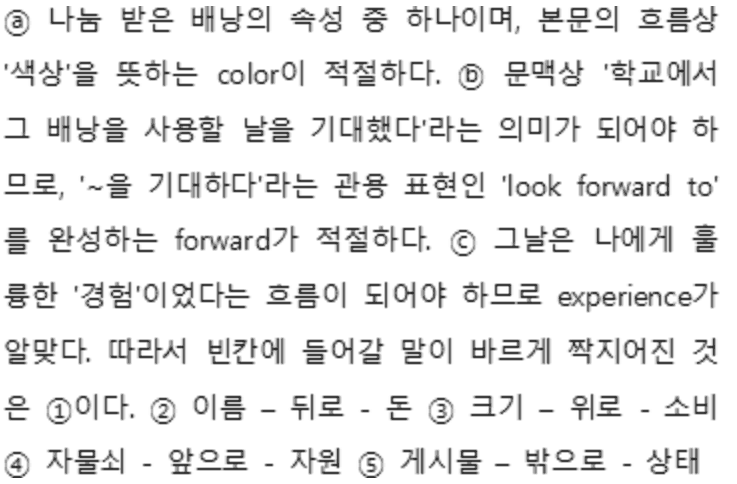 ⓐ 나눔 받은 배낭의 속성 중 하나이며, 본문의 흐름상
'색상'을 뜻하는 color이 적절하다. ⓑ 문맥상 '학교에서
그 배낭을 사용할 날을 기대했다'라는 의미가 되어야 하
므로, '~을 기대하다'라는 관용 표현인 'look forward to'
를 완성하는 forward가 적절하다. ⓒ 그날은 나에게 훌
륭한 '경험'이었다는 흐름이 되어야 하므로 experience가
알맞다. 따라서 빈칸에 들어갈 말이 바르게 짝지어진 것
은 ①이다. ② 이름 – 뒤로 - 돈 ③ 크기 – 위로 - 소비
④ 자물쇠 - 앞으로 - 자원 ⑤ 게시물 – 밖으로 - 상태